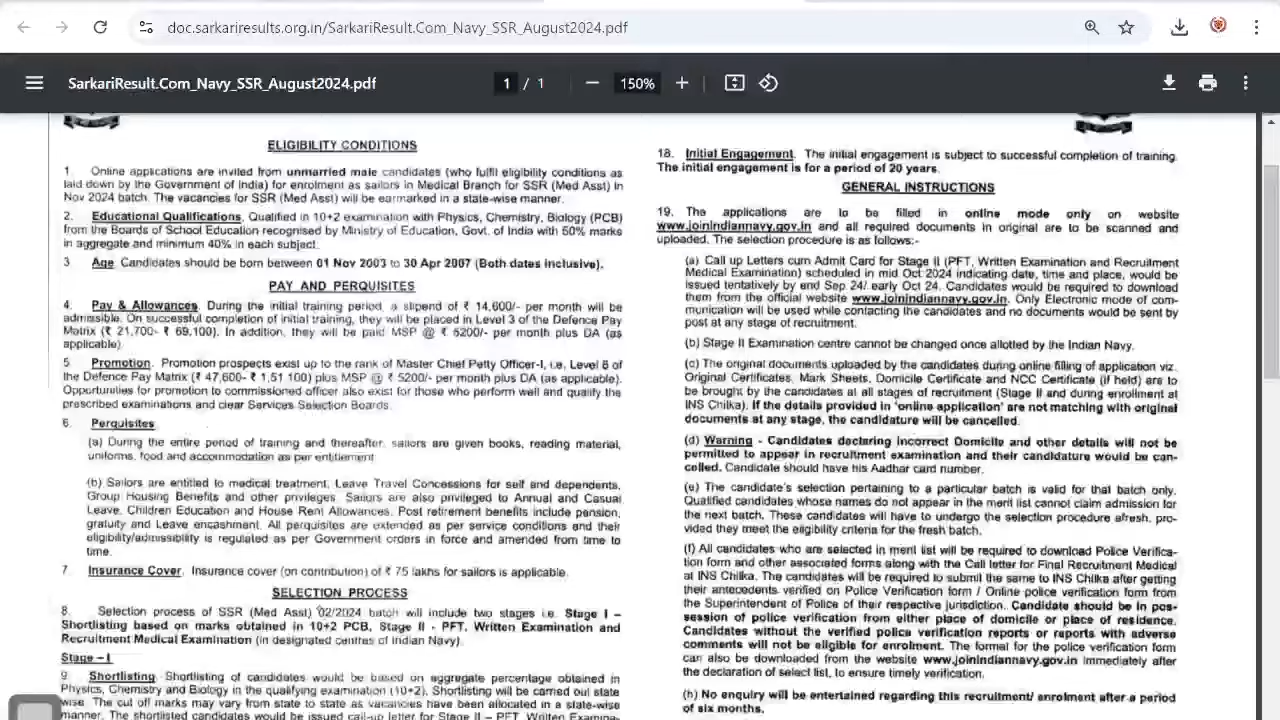 doc.sarkariresults.org.in/SarkariResult.Com_Navy_SSR_August2024.pdf
SarkariResult.Com_Navy_SSR_August2024.pdf
1 / 1
150%
ELIGIBILITY CONDITIONS
1. Online applications are invited from unmarried male candidates (who fulfil eligibility conditions as
laid down by the Government of India) for enrolment as sailors in Medical Branch for SSR (Med Asst) in
Nov 2024 batch. The vacancies for SSR (Med Asst) will be earmarked in a state-wise manner.
2. Educational Qualifications. Qualified in 10+2 examination with Physics, Chemistry, Biology (PCB)
from the Boards of School Education recognised by Ministry of Education, Govt. of India with 50% marks
in aggregate and minimum 40% in each subject.
3. Age. Candidates should be born between 01 Nov 2003 to 30 Apr 2007 (Both dates inclusive).
PAY AND PERQUISITES
4. Pay & Allowances. During the initial training period, a stipend of ₹ 14,600/- per month will be
admissible. On successful completion of initial training, they will be placed in Level 3 of the Defence Pay
Matrix (₹ 21,700- ₹ 69,100). In addition, they will be paid MSP @ ₹ 5200/- per month plus DA (as
applicable).
5. Promotion. Promotion prospects exist up to the rank of Master Chief Petty Officer-I, i.e. Level 8 of
the Defence Pay Matrix (₹ 47,600- ₹ 1,51,100) plus MSP @ ₹ 5200/- per month plus DA (as applicable).
Opportunities for promotion to commissioned officer also exist for those who perform well and qualify the
prescribed examinations and clear Services Selection Boards.
6. Perquisites
(a) During the entire period of training and thereafter, sailors are given books, reading material,
uniforms, food and accommodation as per entitlement.
(b) Sailors are entitled to medical treatment, Leave Travel Concessions for self and dependents,
Group Housing Benefits and other privileges. Sailors are also privileged to Annual and Casual
Leave, Children Education and House Rent Allowances. Post retirement benefits include pension,
gratuity and Leave encashment. All perquisites are extended as per service conditions and their
eligibility/admissibility is regulated as per Government orders in force and amended from time to
time.
7. Insurance Cover. Insurance cover (on contribution) of ₹ 75 lakhs for sailors is applicable.
SELECTION PROCESS
8. Selection process of SSR (Med Asst) 02/2024 batch will include two stages i.e. Stage I –
Shortlisting based on marks obtained in 10+2 PCB, Stage II - PFT, Written Examination and
Recruitment Medical Examination (in designated centres of Indian Navy).
Stage – I
9. Shortlisting. Shortlisting of candidates would be based on aggregate percentage obtained in
Physics, Chemistry and Biology in the qualifying examination (10+2). Shortlisting will be carried out state
wise. The cut off marks may vary from state to state as vacancies have been allocated in a state-wise
manner. The shortlisted candidates would be issued call-up letter for Stage II – PFT, Written Examina-
18. Initial Engagement. The initial engagement is subject to successful completion of training.
The initial engagement is for a period of 20 years.
GENERAL INSTRUCTIONS
19. The applications are to be filled in online mode only on website
www.joinindiannavy.gov.in and all required documents in original are to be scanned and
uploaded. The selection procedure is as follows:-
(a) Call up Letters cum Admit Card for Stage II (PFT, Written Examination and Recruitment
Medical Examination) scheduled in mid Oct 2024 indicating date, time and place, would be
issued tentatively by end Sep 24/ early Oct 24. Candidates would be required to download
them from the official website www.joinindiannavy.gov.in. Only Electronic mode of com-
munication will be used while contacting the candidates and no documents would be sent by
post at any stage of recruitment.
(b) Stage II Examination centre cannot be changed once allotted by the Indian Navy.
(c) The original documents uploaded by the candidates during online filling of application viz.
Original Certificates, Mark Sheets, Domicile Certificate and NCC Certificate (if held) are to
be brought by the candidates at all stages of recruitment (Stage II and during enrollment at
INS Chilka). If the details provided in 'online application' are not matching with original
documents at any stage, the candidature will be cancelled.
(d) Warning - Candidates declaring incorrect Domicile and other details will not be
permitted to appear in recruitment examination and their candidature would be can-
celled. Candidate should have his Aadhar card number.
(e) The candidate's selection pertaining to a particular batch is valid for that batch only.
Qualified candidates whose names do not appear in the merit list cannot claim admission for
the next batch. These candidates will have to undergo the selection procedure afresh, pro-
vided they meet the eligibility criteria for the fresh batch.
(f) All candidates who are selected in merit list will be required to download Police Verifica-
tion form and other associated forms along with the Call letter for Final Recruitment Medical
at INS Chilka. The candidates will be required to submit the same to INS Chilka after getting
their antecedents verified on Police Verification form / Online police verification form from
the Superintendent of Police of their respective jurisdiction. Candidate should be in pos-
session of police verification from either place of domicile or place of residence.
Candidates without the verified police verification reports or reports with adverse
comments will not be eligible for enrolment. The format for the police verification form
can also be downloaded from the website www.joinindiannavy.gov.in immediately after
the declaration of select list, to ensure timely verification.
(h) No enquiry will be entertained regarding this recruitment/ enrolment after a period
of six months.